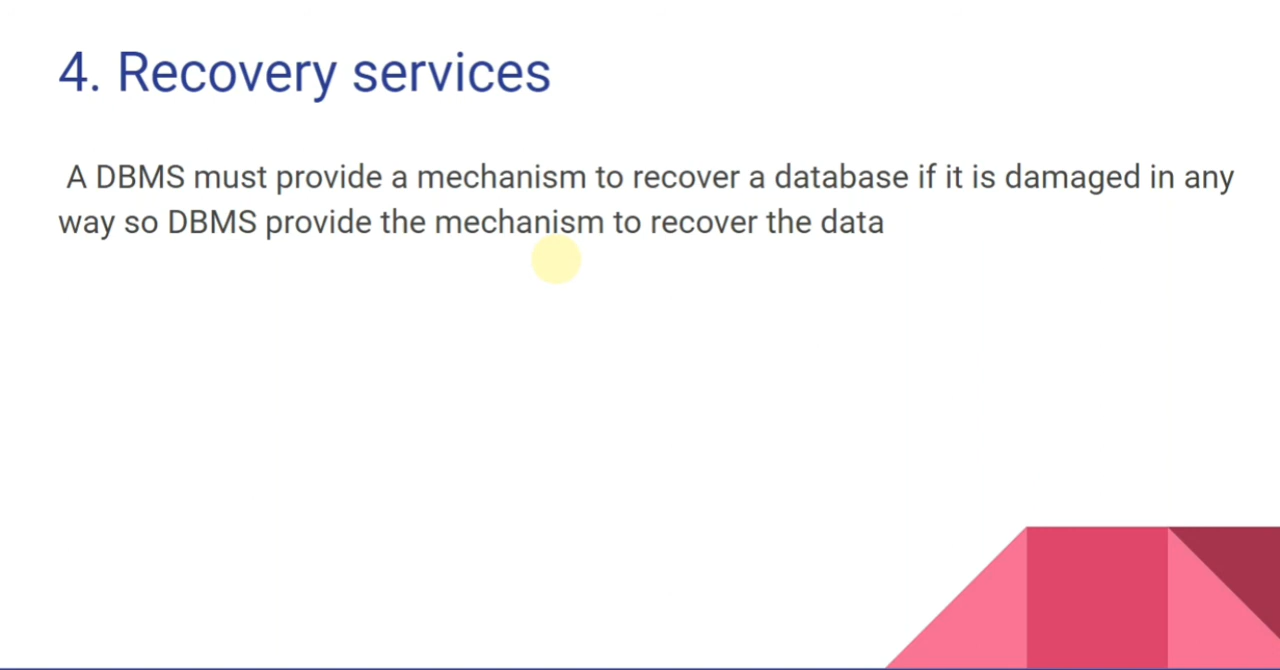 4. Recovery services
A DBMS must provide a mechanism to recover a database if it is damaged in any
way so DBMS provide the mechanism to recover the data